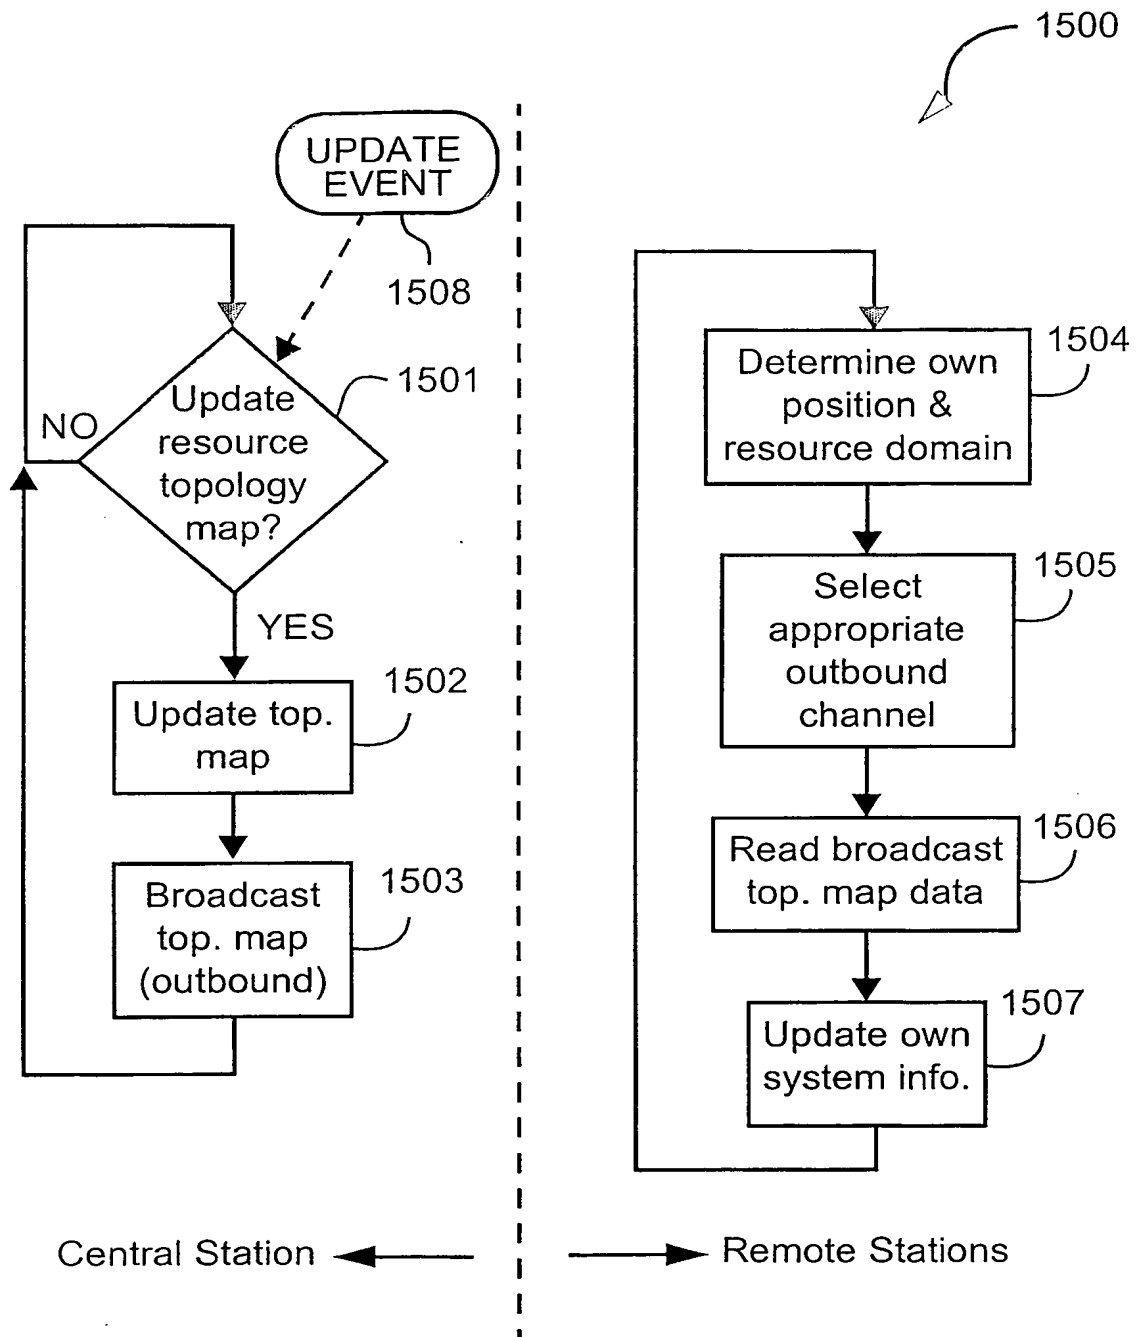 1500
UPDATE
EVENT
1508
1501
Update
resource
topology
map?
NO
YES
1502
Update top.
map
1503
Broadcast
top. map
(outbound)
Central Station
1504
Determine own
position &
resource domain
1505
Select
appropriate
outbound
channel
1506
Read broadcast
top. map data
1507
Update own
system info.
Remote Stations